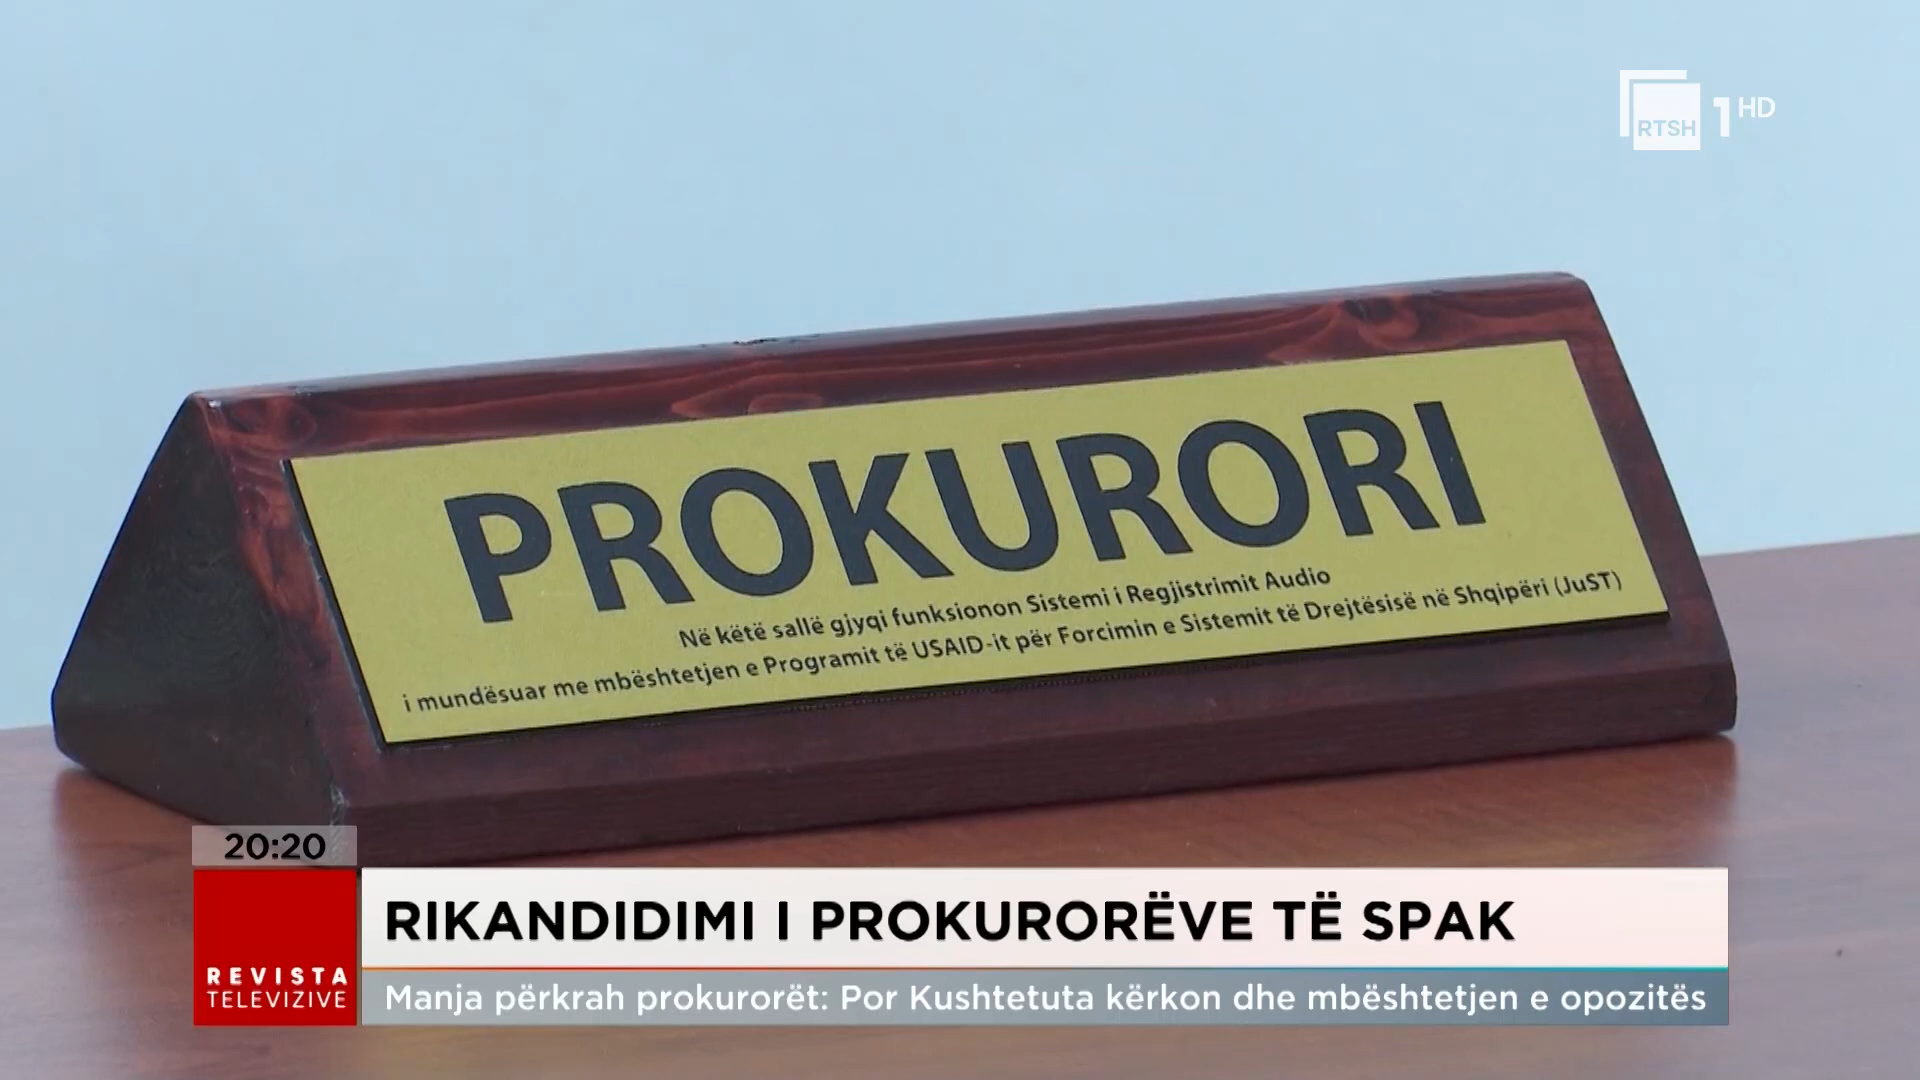 RTSH 1 HD
PROKURORI
Në këtë sallë gjyqi funksionon Sistemi i Regjistrimit Audio
i mundësuar me mbështetjen e Programit të USAID-it për Forcimin e Sistemit të Drejtësisë në Shqipëri (JuST)
20:20
RIKANDIDIMI I PROKURORËVE TË SPAK
REVISTA
TELEVIZIVE
Manja përkrah prokurorët: Por Kushtetuta kërkon dhe mbështetjen e opozitës